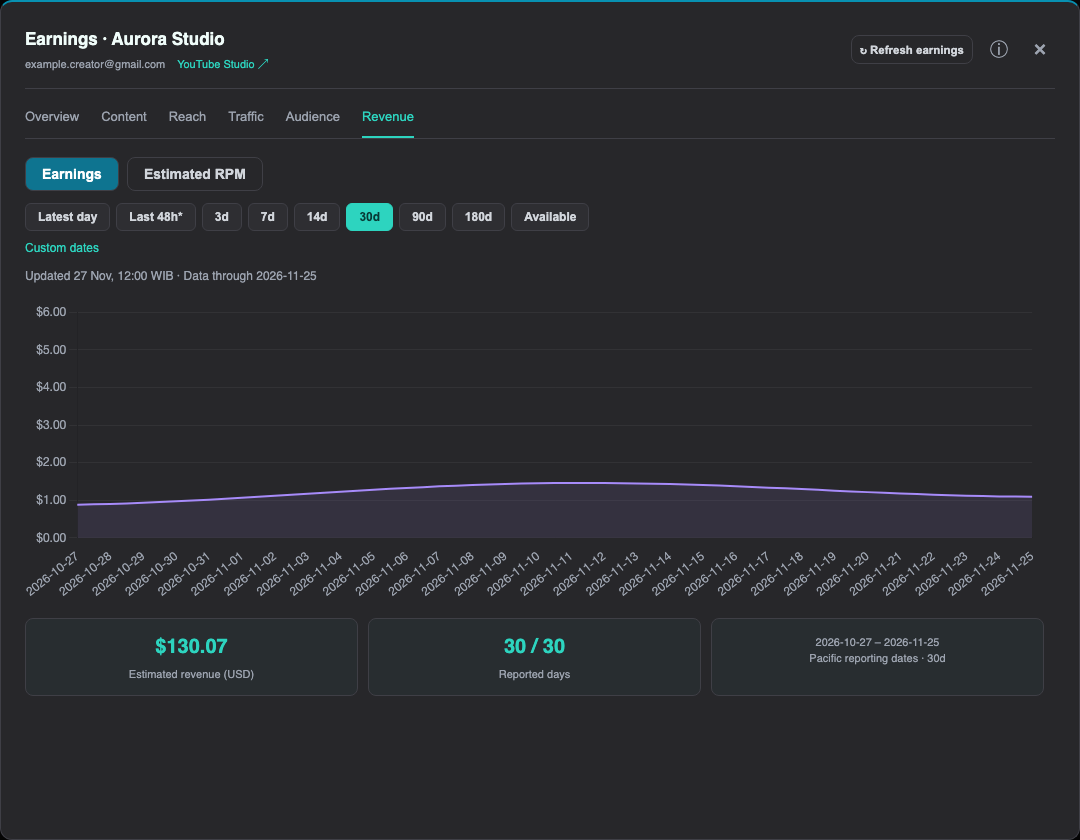 Earnings · Aurora Studio
example.creator@gmail.com YouTube Studio ↗
↻ Refresh earnings ⓘ ✕
Overview Content Reach Traffic Audience Revenue
Earnings Estimated RPM
Latest day Last 48h* 3d 7d 14d 30d 90d 180d Available
Custom dates
Updated 27 Nov, 12:00 WIB · Data through 2026-11-25
$6.00
$5.00
$4.00
$3.00
$2.00
$1.00
$0.00
2026-10-27 2026-10-28 2026-10-29 2026-10-30 2026-10-31 2026-11-01 2026-11-02 2026-11-03 2026-11-04 2026-11-05 2026-11-06 2026-11-07 2026-11-08 2026-11-09 2026-11-10 2026-11-11 2026-11-12 2026-11-13 2026-11-14 2026-11-15 2026-11-16 2026-11-17 2026-11-18 2026-11-19 2026-11-20 2026-11-21 2026-11-22 2026-11-23 2026-11-24 2026-11-25
$130.07
Estimated revenue (USD)
30 / 30
Reported days
2026-10-27 – 2026-11-25
Pacific reporting dates · 30d